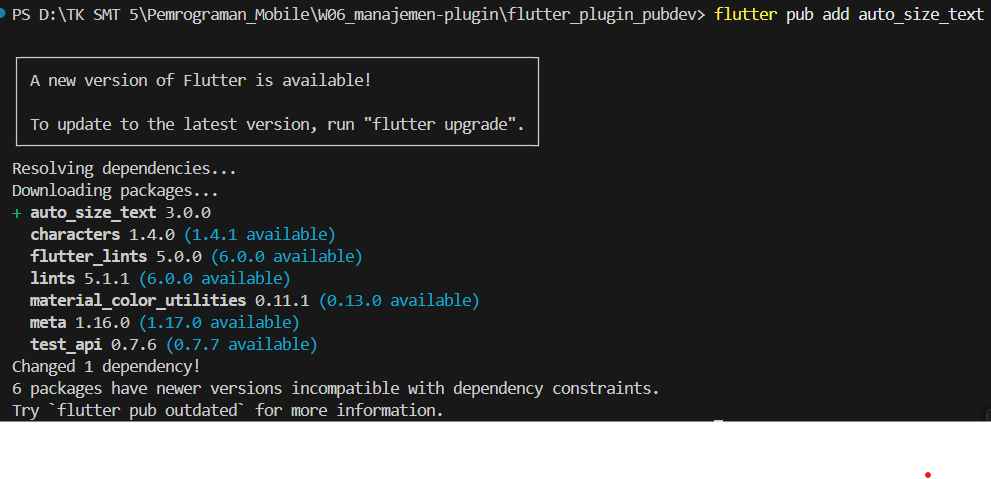 PS D:\TK SMT 5\Pemrograman_Mobile\W06_manajemen-plugin\flutter_plugin_pubdev> flutter pub add auto_size_text
A new version of Flutter is available!
To update to the latest version, run "flutter upgrade".
Resolving dependencies...
Downloading packages...
+ auto_size_text 3.0.0
characters 1.4.0 (1.4.1 available)
flutter_lints 5.0.0 (6.0.0 available)
lints 5.1.1 (6.0.0 available)
material_color_utilities 0.11.1 (0.13.0 available)
meta 1.16.0 (1.17.0 available)
test_api 0.7.6 (0.7.7 available)
Changed 1 dependency!
6 packages have newer versions incompatible with dependency constraints.
Try `flutter pub outdated` for more information.